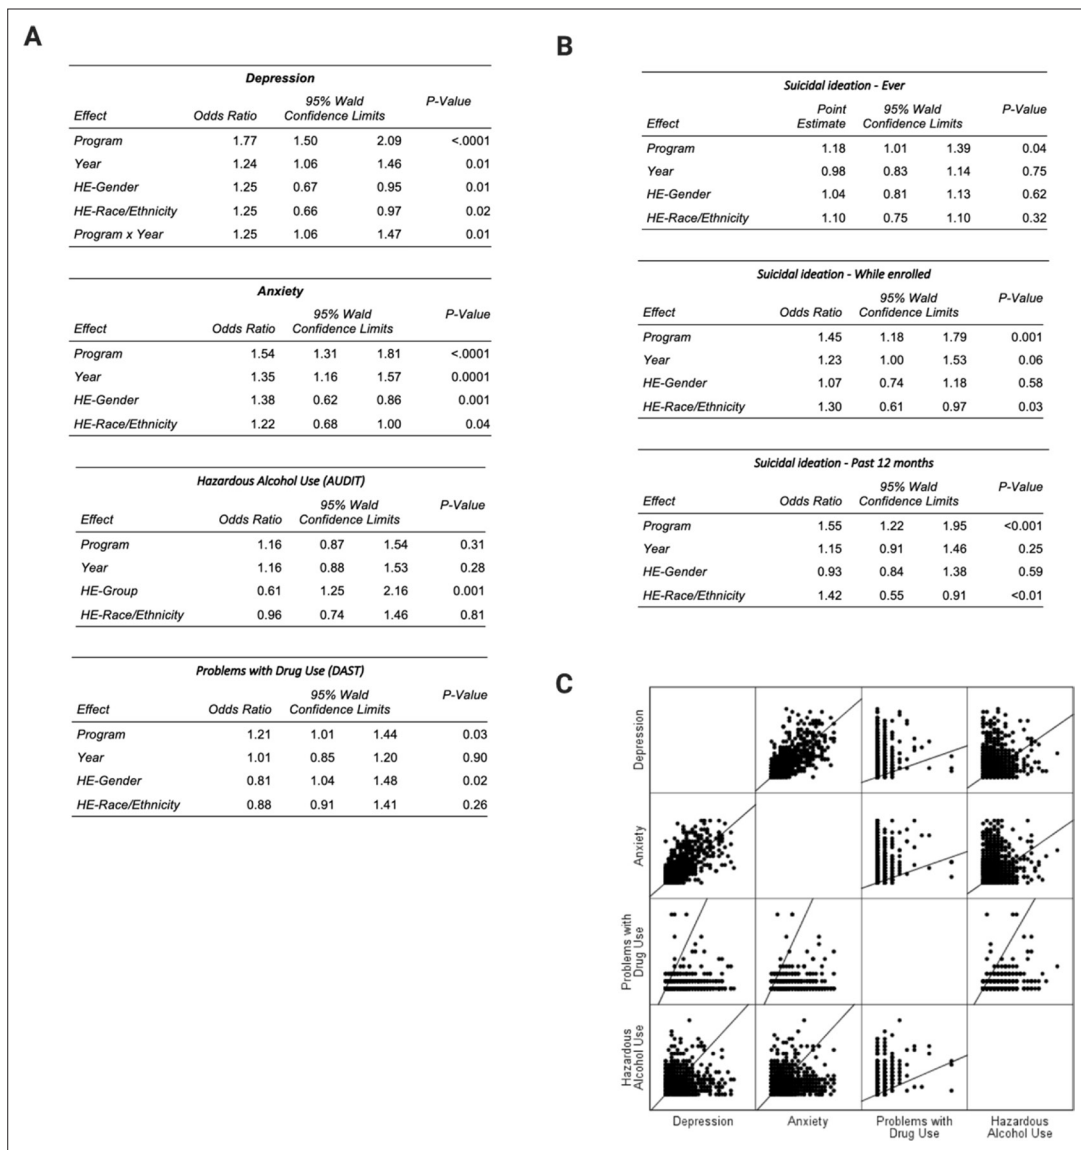 A
Depression
Effect Odds Ratio 95% Wald Confidence Limits P-Value
Program 1.77 1.50 2.09 <.0001
Year 1.24 1.06 1.46 0.01
HE-Gender 1.25 0.67 0.95 0.01
HE-Race/Ethnicity 1.25 0.66 0.97 0.02
Program x Year 1.25 1.06 1.47 0.01
Anxiety
Effect Odds Ratio 95% Wald Confidence Limits P-Value
Program 1.54 1.31 1.81 <.0001
Year 1.35 1.16 1.57 0.0001
HE-Gender 1.38 0.62 0.86 0.001
HE-Race/Ethnicity 1.22 0.68 1.00 0.04
Hazardous Alcohol Use (AUDIT)
Effect Odds Ratio 95% Wald Confidence Limits P-Value
Program 1.16 0.87 1.54 0.31
Year 1.16 0.88 1.53 0.28
HE-Group 0.61 1.25 2.16 0.001
HE-Race/Ethnicity 0.96 0.74 1.46 0.81
Problems with Drug Use (DAST)
Effect Odds Ratio 95% Wald Confidence Limits P-Value
Program 1.21 1.01 1.44 0.03
Year 1.01 0.85 1.20 0.90
HE-Gender 0.81 1.04 1.48 0.02
HE-Race/Ethnicity 0.88 0.91 1.41 0.26
B
Suicidal ideation - Ever
Effect Point Estimate 95% Wald Confidence Limits P-Value
Program 1.18 1.01 1.39 0.04
Year 0.98 0.83 1.14 0.75
HE-Gender 1.04 0.81 1.13 0.62
HE-Race/Ethnicity 1.10 0.75 1.10 0.32
Suicidal ideation - While enrolled
Effect Odds Ratio 95% Wald Confidence Limits P-Value
Program 1.45 1.18 1.79 0.001
Year 1.23 1.00 1.53 0.06
HE-Gender 1.07 0.74 1.18 0.58
HE-Race/Ethnicity 1.30 0.61 0.97 0.03
Suicidal ideation - Past 12 months
Effect Odds Ratio 95% Wald Confidence Limits P-Value
Program 1.55 1.22 1.95 <0.001
Year 1.15 0.91 1.46 0.25
HE-Gender 0.93 0.84 1.38 0.59
HE-Race/Ethnicity 1.42 0.55 0.91 <0.01
C
Depression
Anxiety
Problems with
Drug Use
Hazardous
Alcohol Use
Depression Anxiety Problems with Drug Use Hazardous Alcohol Use